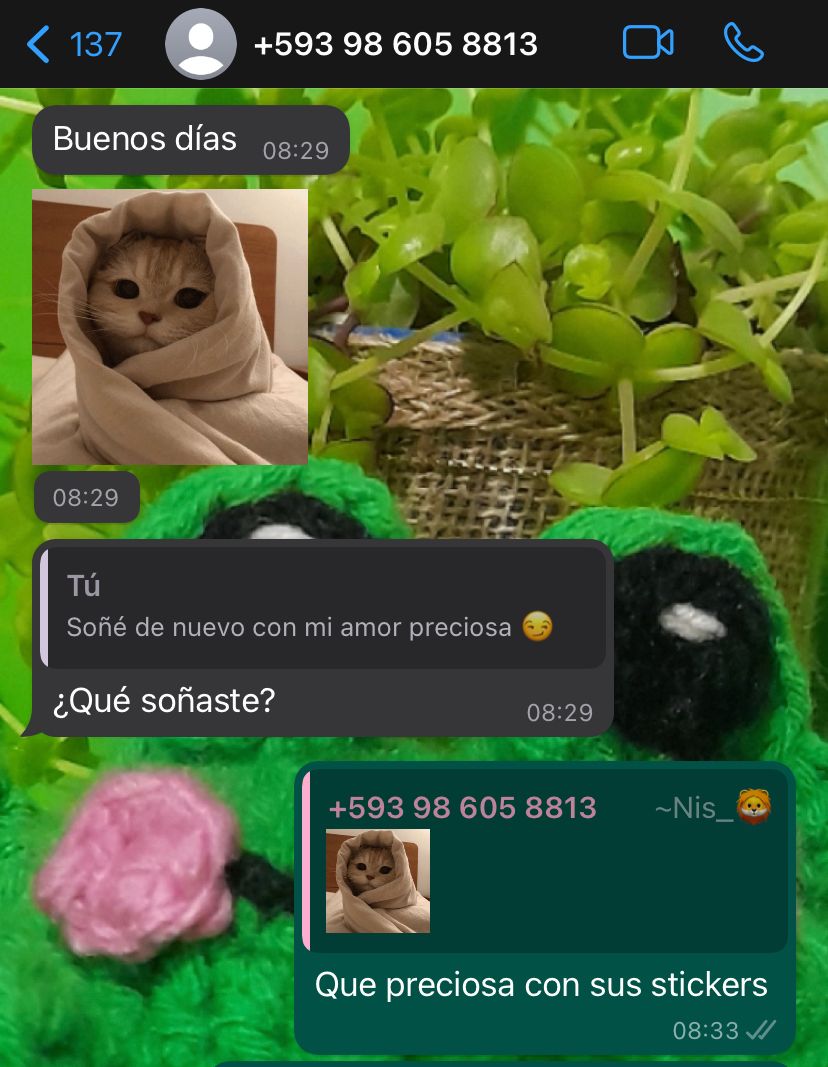 137
+593 98 605 8813
Buenos días 08:29
08:29
Tú
Soñé de nuevo con mi amor preciosa 😏
¿Qué soñaste? 08:29
+593 98 605 8813 ~Nis_🦁
Que preciosa con sus stickers
08:33